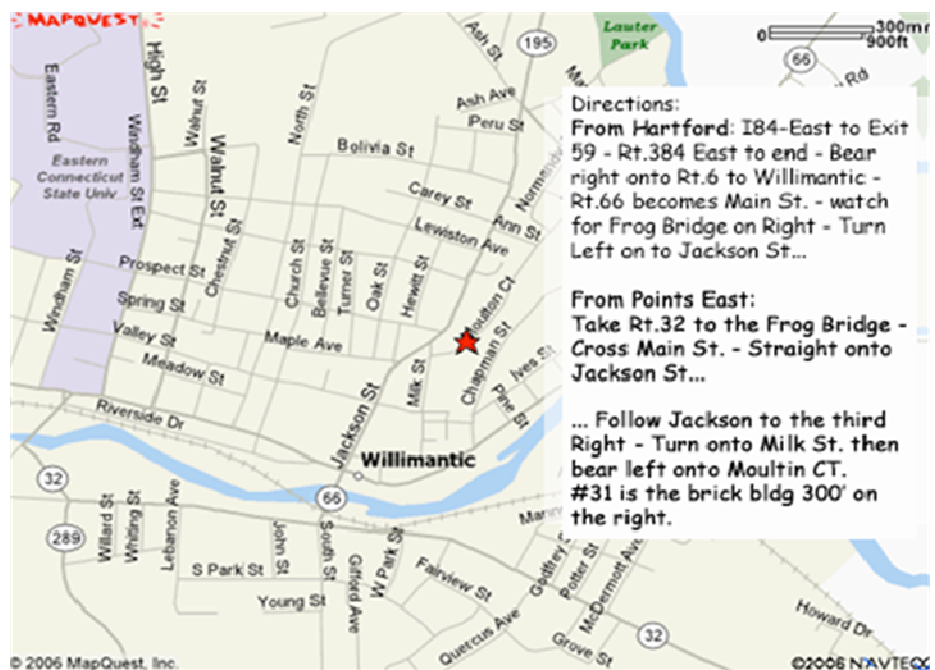 MAPQUEST
Lauter
Park
300m
900ft
195
66
Rd
High St
Eastern Rd
Windham St Ext
Walnut St
Walnut St
North St
Ash St
Ash Ave
Peru St
Bolivia St
Eastern
Connecticut
State Univ
Carey St
Ann St
Lewiston Ave
Windham St
Prospect St
Chestnut St
Church St
Bellevue St
Turner St
Oak St
Hewitt St
Spring St
Valley St
Maple Ave
Meadow St
Milk St
Chapman St
Ives St
Pine St
Riverside Dr
Jackson St
Willimantic
32
66
289
Willard St
Whiting St
Lebanon Ave
John St
South St
Gifford Ave
W Park St
S Park St
Young St
Fairview St
Quercus Ave
Godfrey
Potter St
McDermott Ave
Grove St
32
Howard Dr
Directions:
From Hartford: I84-East to Exit
59 - Rt.384 East to end - Bear
right onto Rt.6 to Willimantic -
Rt.66 becomes Main St. - watch
for Frog Bridge on Right - Turn
Left on to Jackson St...
From Points East:
Take Rt.32 to the Frog Bridge -
Cross Main St. - Straight onto
Jackson St...
... Follow Jackson to the third
Right - Turn onto Milk St. then
bear left onto Moultin CT.
#31 is the brick bldg 300' on
the right.
© 2006 MapQuest, Inc.
©2006 NAVTEQ